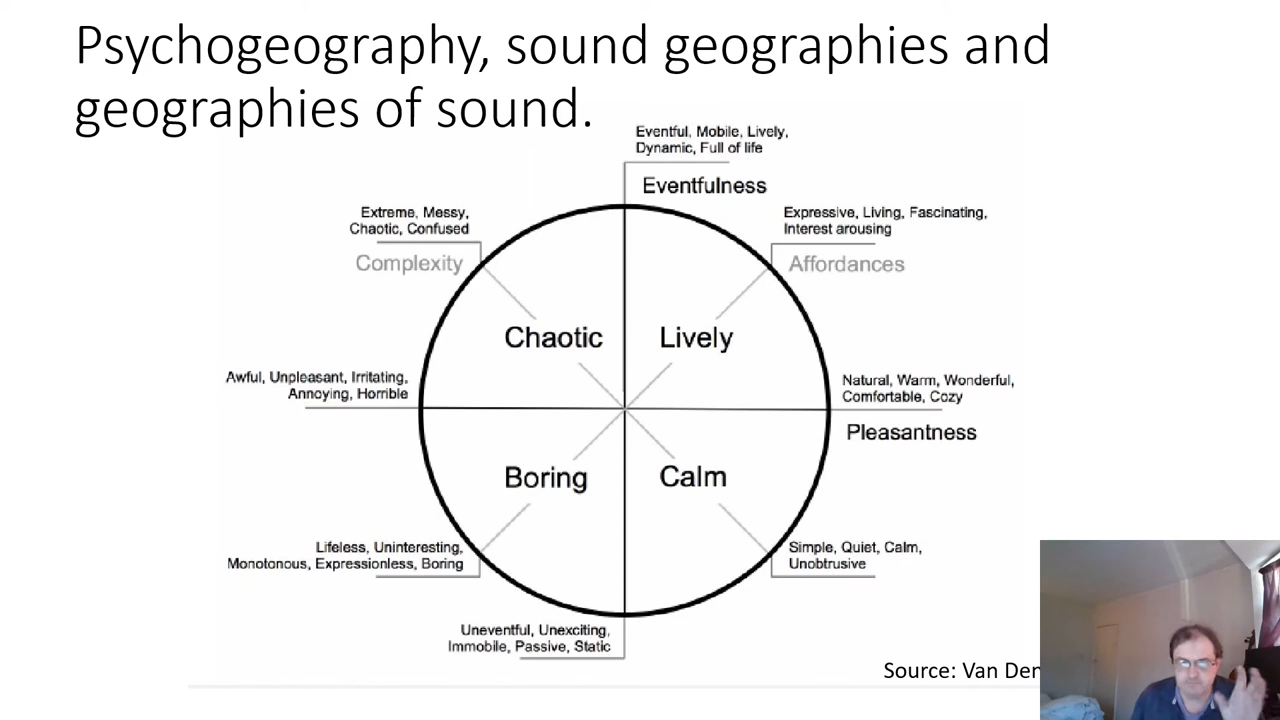 Psychogeography, sound geographies and
geographies of sound.
Eventful, Mobile, Lively,
Dynamic, Full of life
Eventfulness
Extreme, Messy,
Chaotic, Confused
Complexity
Expressive, Living, Fascinating,
Interest arousing
Affordances
Chaotic
Lively
Awful, Unpleasant, Irritating,
Annoying, Horrible
Natural, Warm, Wonderful,
Comfortable, Cozy
Pleasantness
Boring
Calm
Lifeless, Uninteresting,
Monotonous, Expressionless, Boring
Simple, Quiet, Calm,
Unobtrusive
Uneventful, Unexciting,
Immobile, Passive, Static
Source: Van Den